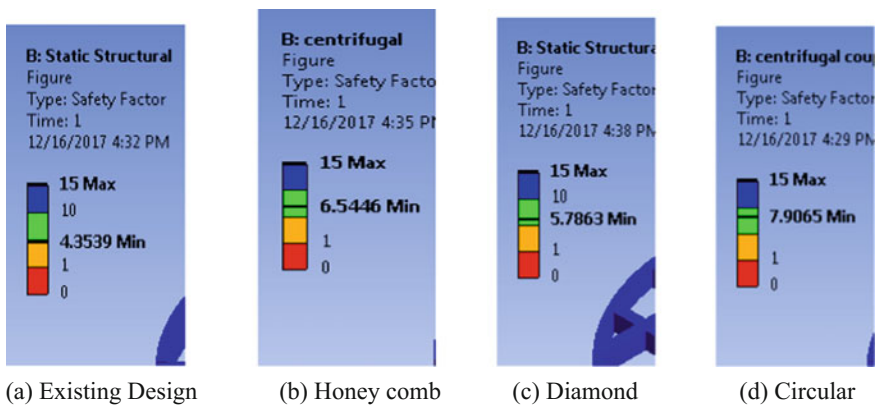 B: Static Structural
Figure
Type: Safety Factor
Time: 1
12/16/2017 4:32 PM
15 Max
10
4.3539 Min
1
0
B: centrifugal
Figure
Type: Safety Facto
Time: 1
12/16/2017 4:35 PM
15 Max
6.5446 Min
1
0
B: Static Structura
Figure
Type: Safety Factor
Time: 1
12/16/2017 4:38 PM
15 Max
10
5.7863 Min
1
0
B: centrifugal cou
Figure
Type: Safety Factor
Time: 1
12/16/2017 4:29 PM
15 Max
7.9065 Min
1
0
(a) Existing Design
(b) Honey comb
(c) Diamond
(d) Circular